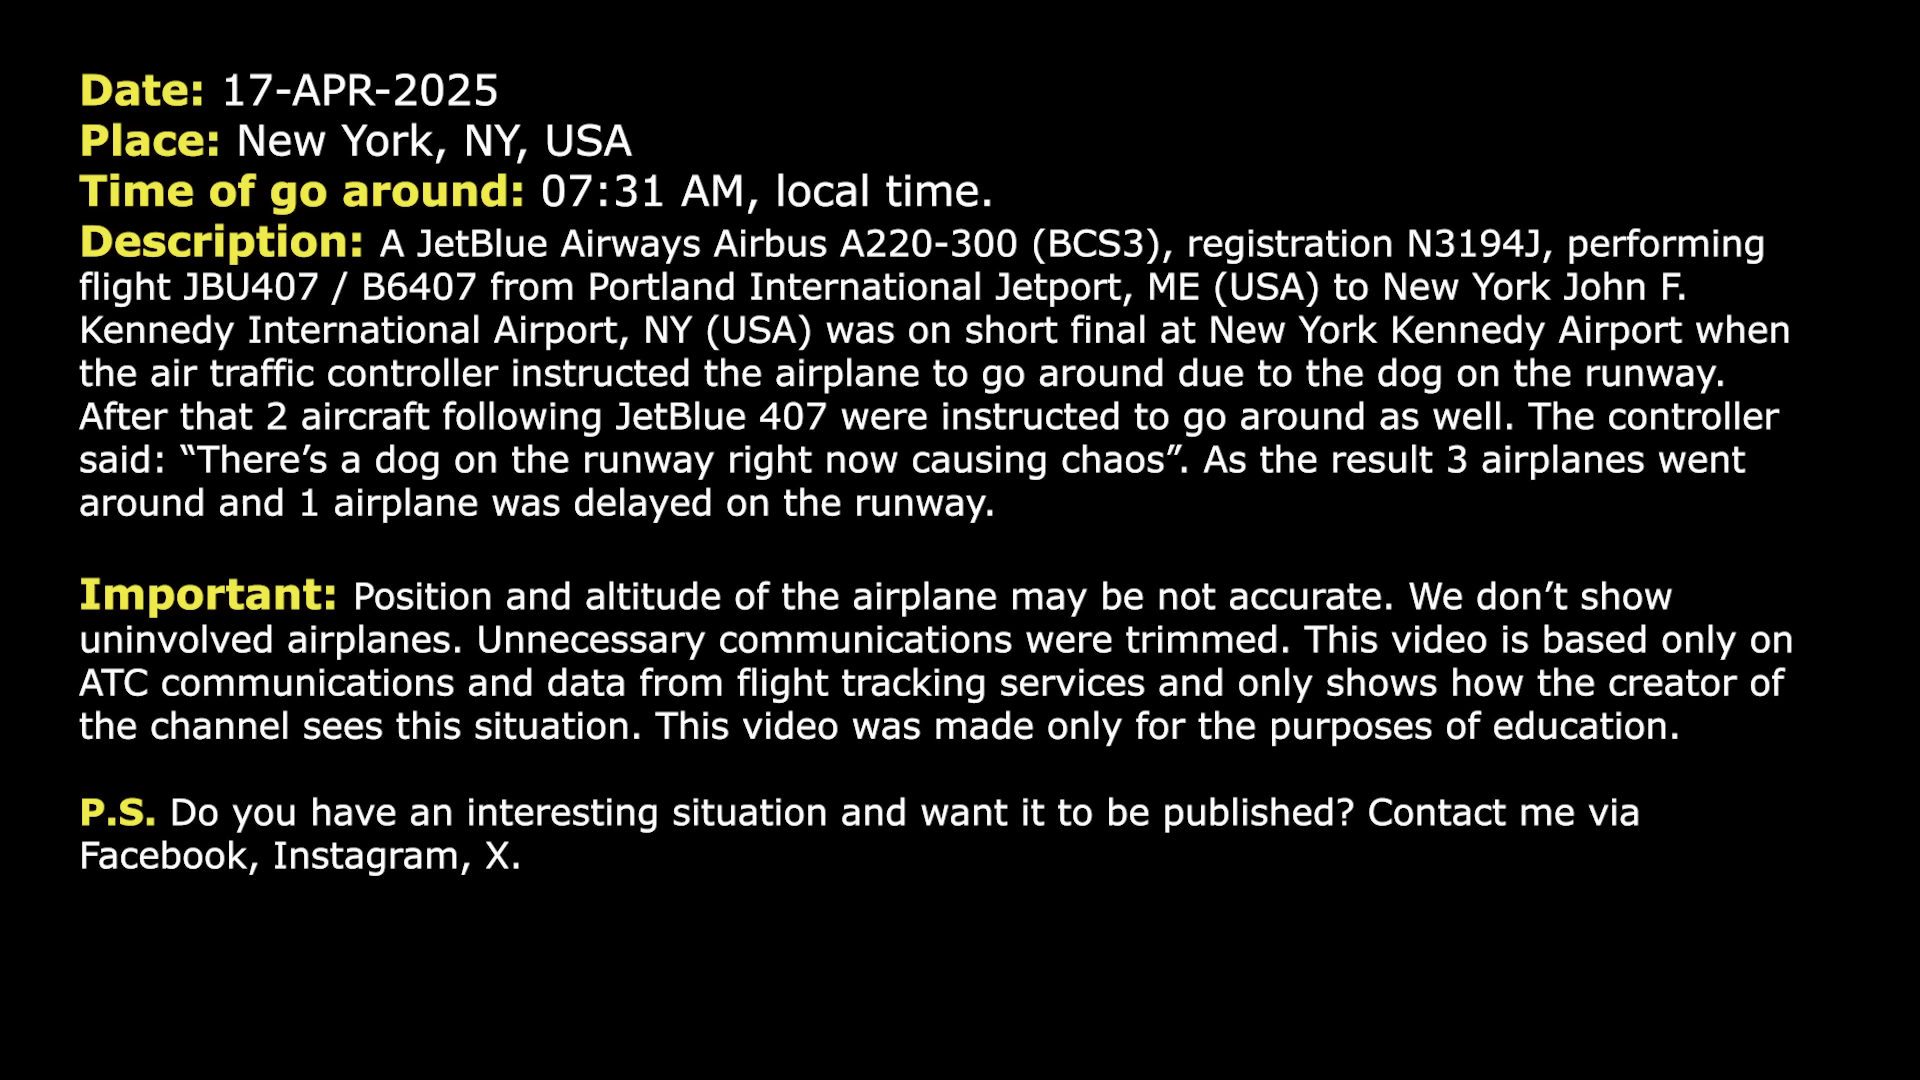 Date: 17-APR-2025
Place: New York, NY, USA
Time of go around: 07:31 AM, local time.
Description: A JetBlue Airways Airbus A220-300 (BCS3), registration N3194J, performing
flight JBU407 / B6407 from Portland International Jetport, ME (USA) to New York John F.
Kennedy International Airport, NY (USA) was on short final at New York Kennedy Airport when
the air traffic controller instructed the airplane to go around due to the dog on the runway.
After that 2 aircraft following JetBlue 407 were instructed to go around as well. The controller
said: “There’s a dog on the runway right now causing chaos”. As the result 3 airplanes went
around and 1 airplane was delayed on the runway.
Important: Position and altitude of the airplane may be not accurate. We don’t show
uninvolved airplanes. Unnecessary communications were trimmed. This video is based only on
ATC communications and data from flight tracking services and only shows how the creator of
the channel sees this situation. This video was made only for the purposes of education.
P.S. Do you have an interesting situation and want it to be published? Contact me via
Facebook, Instagram, X.